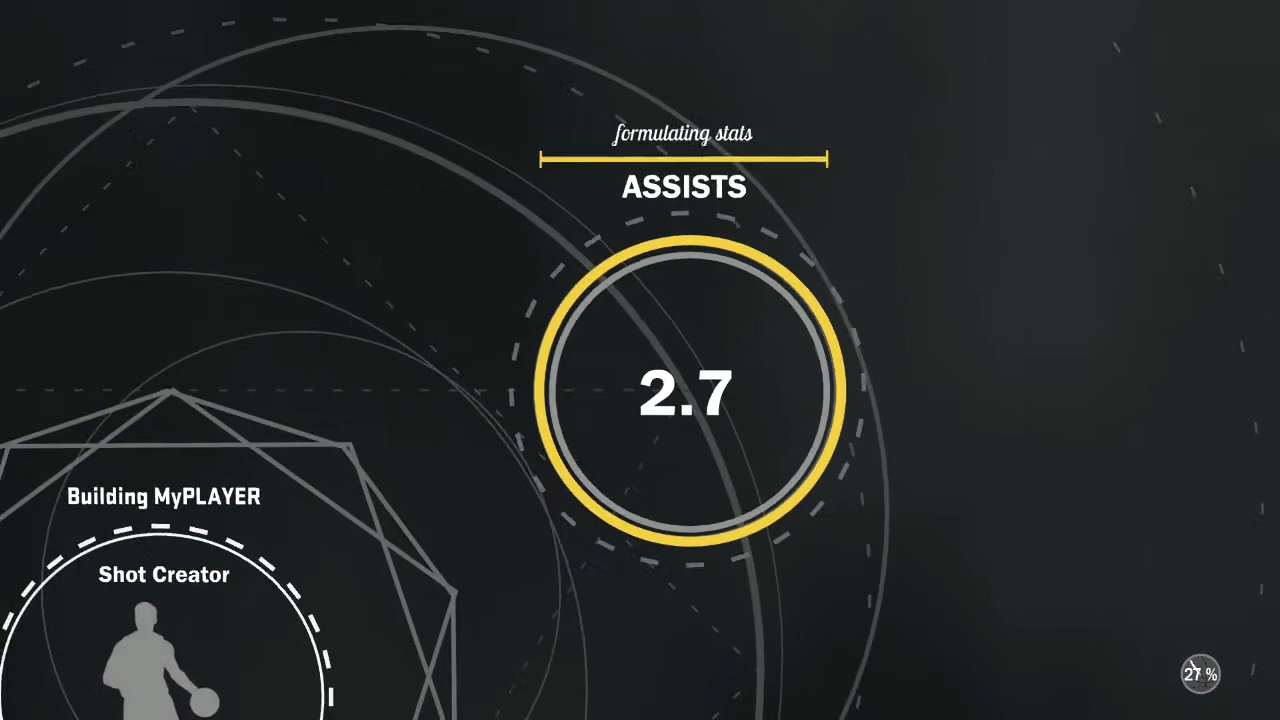 formulating stats
ASSISTS
2.7
Building MyPLAYER
Shot Creator
27 %